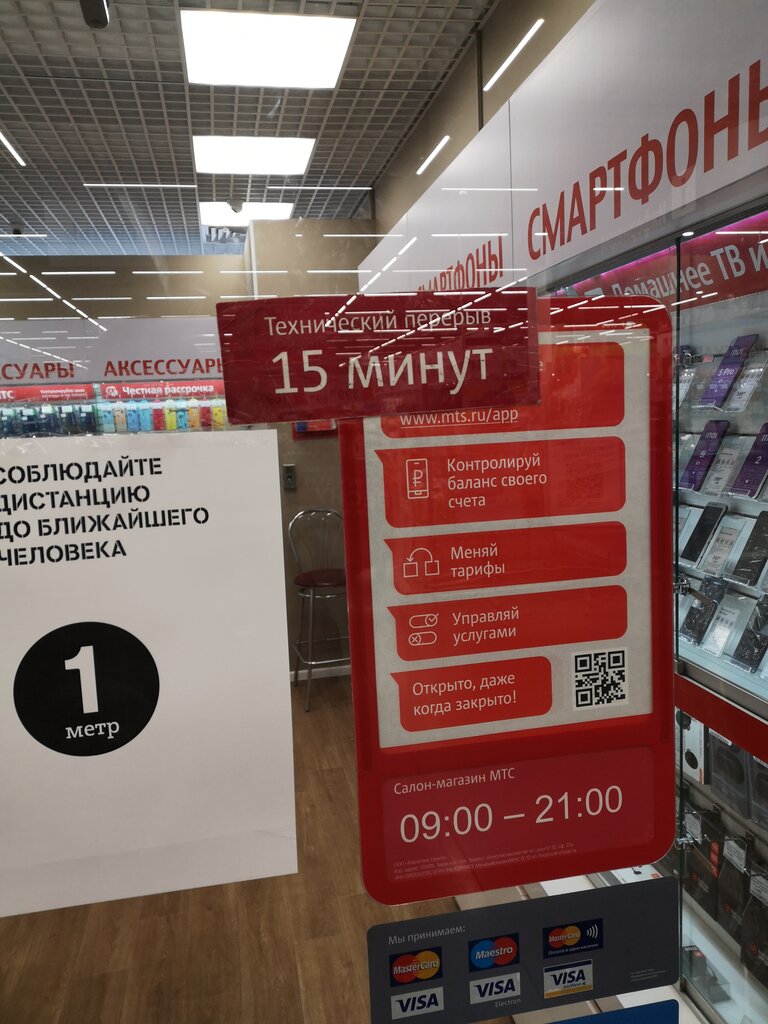 СМАРТФОНЫ
СМАРТФОНЫ
Домашнее ТВ и
АКСЕССУАРЫ
Честная рассрочка
МТС
Технический перерыв
15 минут
www.mts.ru/app
Контролируй
баланс своего
счета
Меняй
тарифы
Управляй
услугами
Открыто, даже
когда закрыто!
Салон-магазин МТС
09:00 – 21:00
СОБЛЮДАЙТЕ
ДИСТАНЦИЮ
ДО БЛИЖАЙШЕГО
ЧЕЛОВЕКА
1
метр
Мы принимаем:
MasterCard
Maestro
MasterCard
VISA
VISA
Electron
VISA